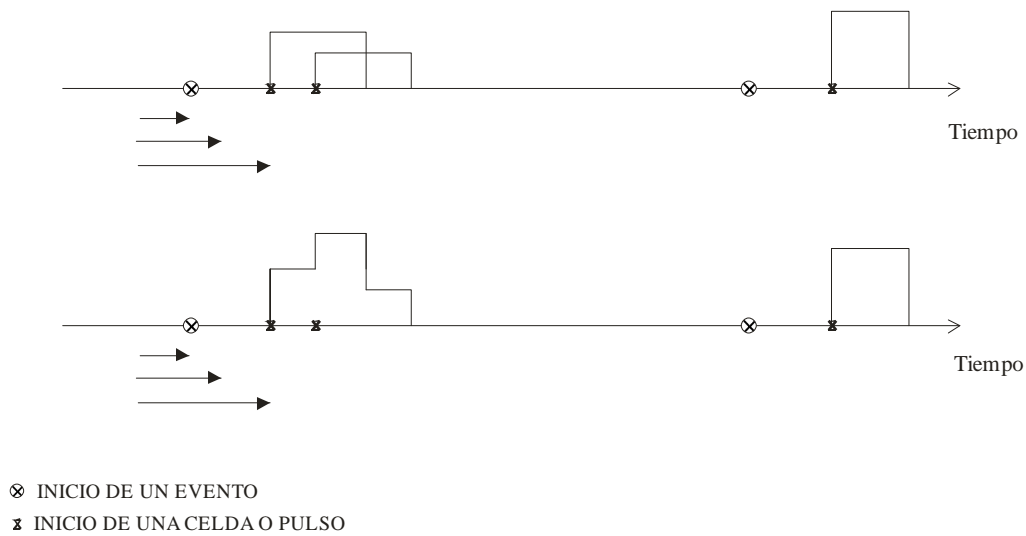 Tiempo
Tiempo
INICIO DE UN EVENTO
INICIO DE UNA CELDA O PULSO